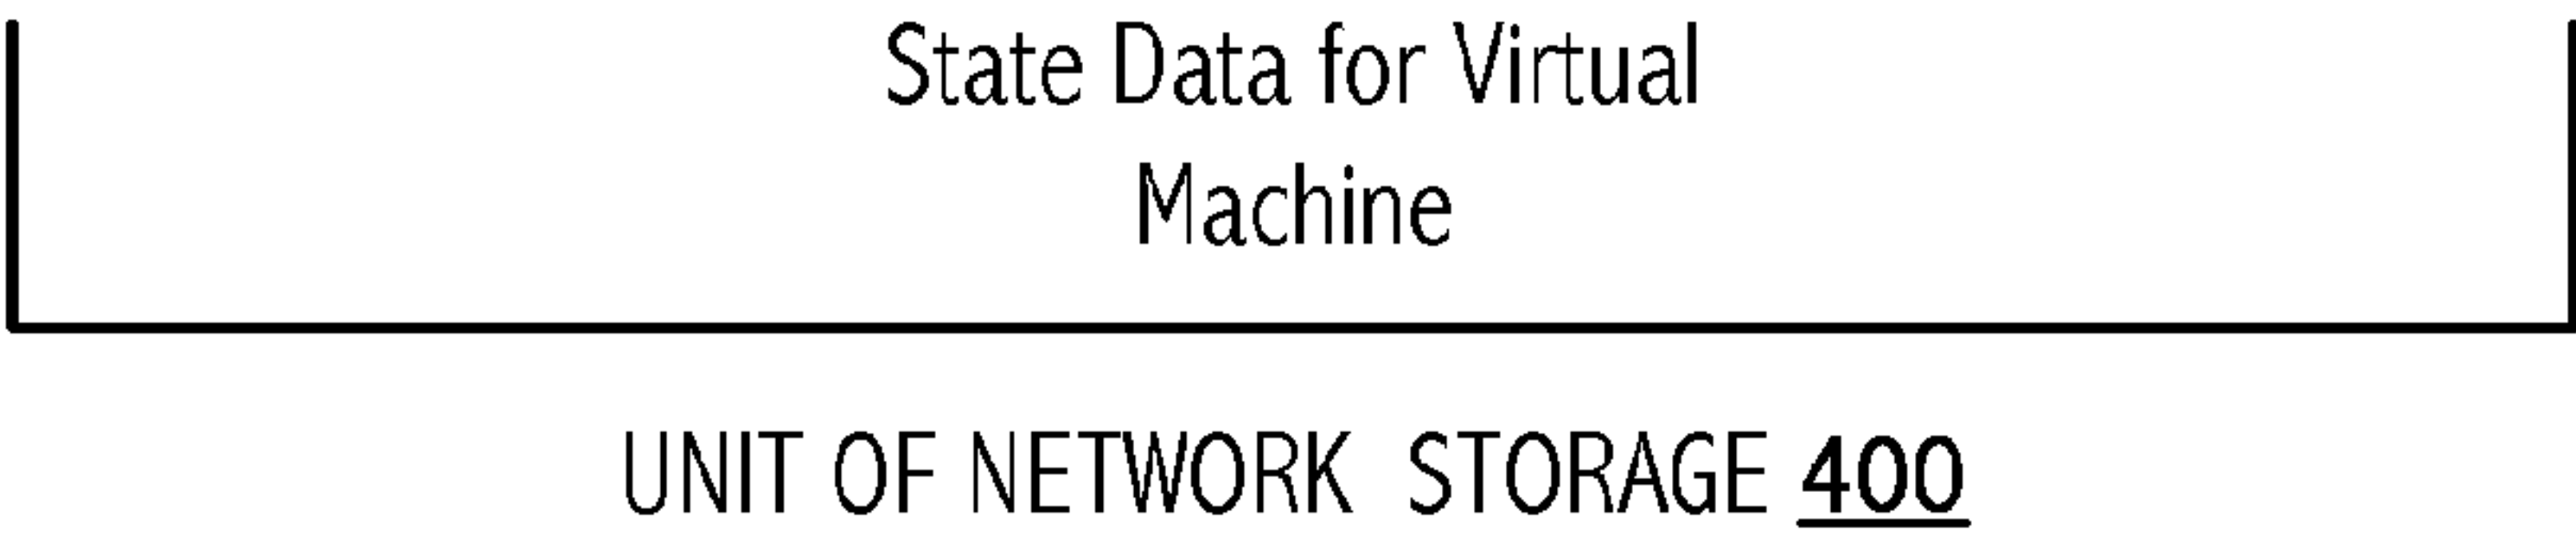 State Data for Virtual
Machine
UNIT OF NETWORK STORAGE 400